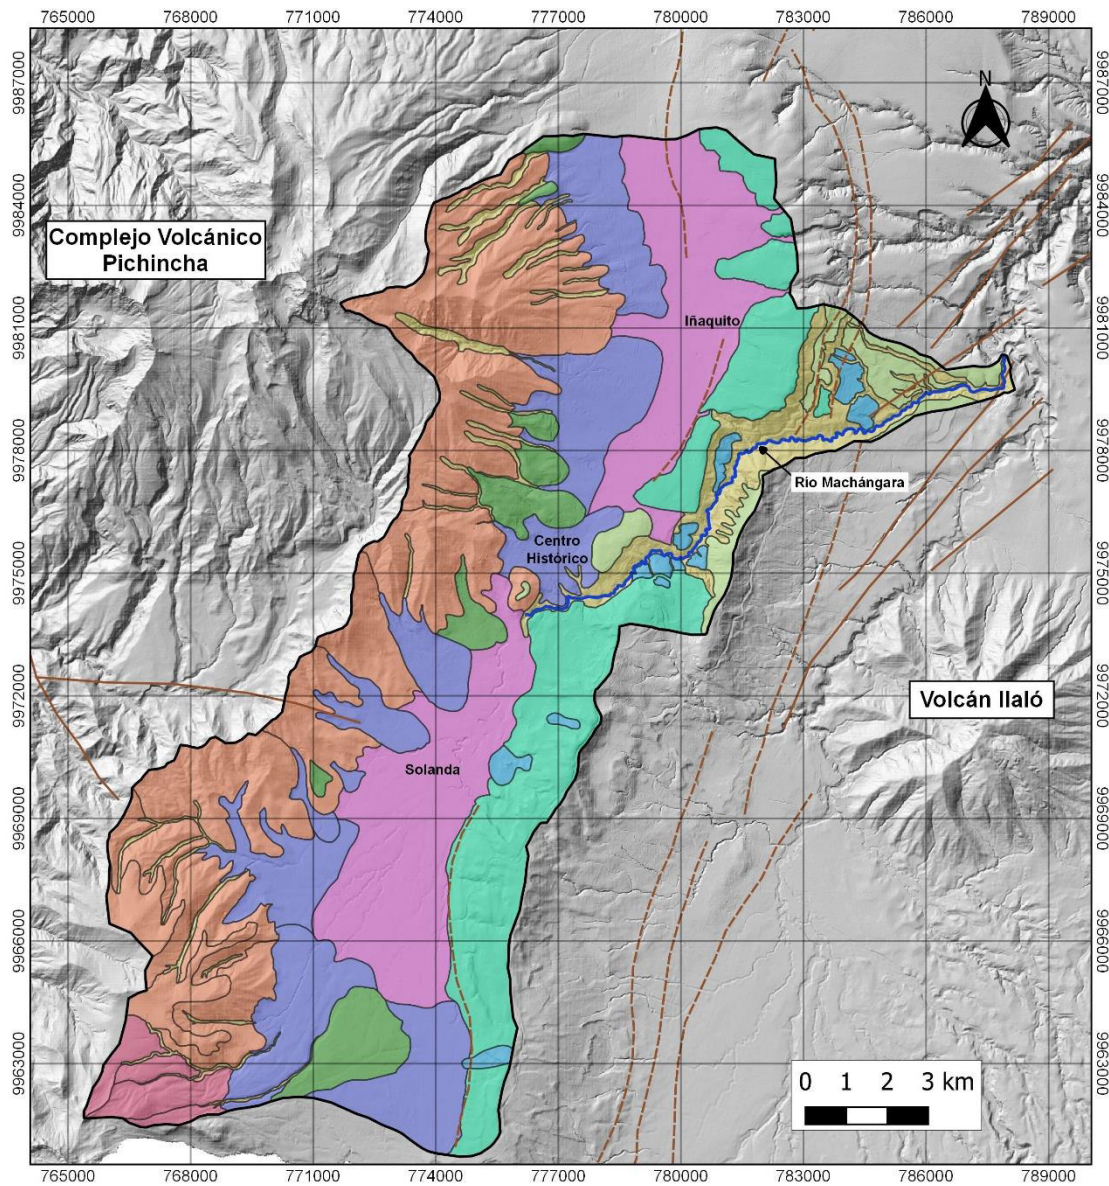 765000 768000 771000 774000 777000 780000 783000 786000 789000
9987000 9987000
N
9984000 9984000
Complejo Volcánico
Pichincha
9981000 9981000
Iñaquito
9978000 9978000
Rio Machángara
Centro
Histórico
9975000 9975000
9972000 9972000
Volcán Ilaló
Solanda
9969000 9969000
9966000 9966000
9963000 9963000
0 1 2 3 km
765000 768000 771000 774000 777000 780000 783000 786000 789000